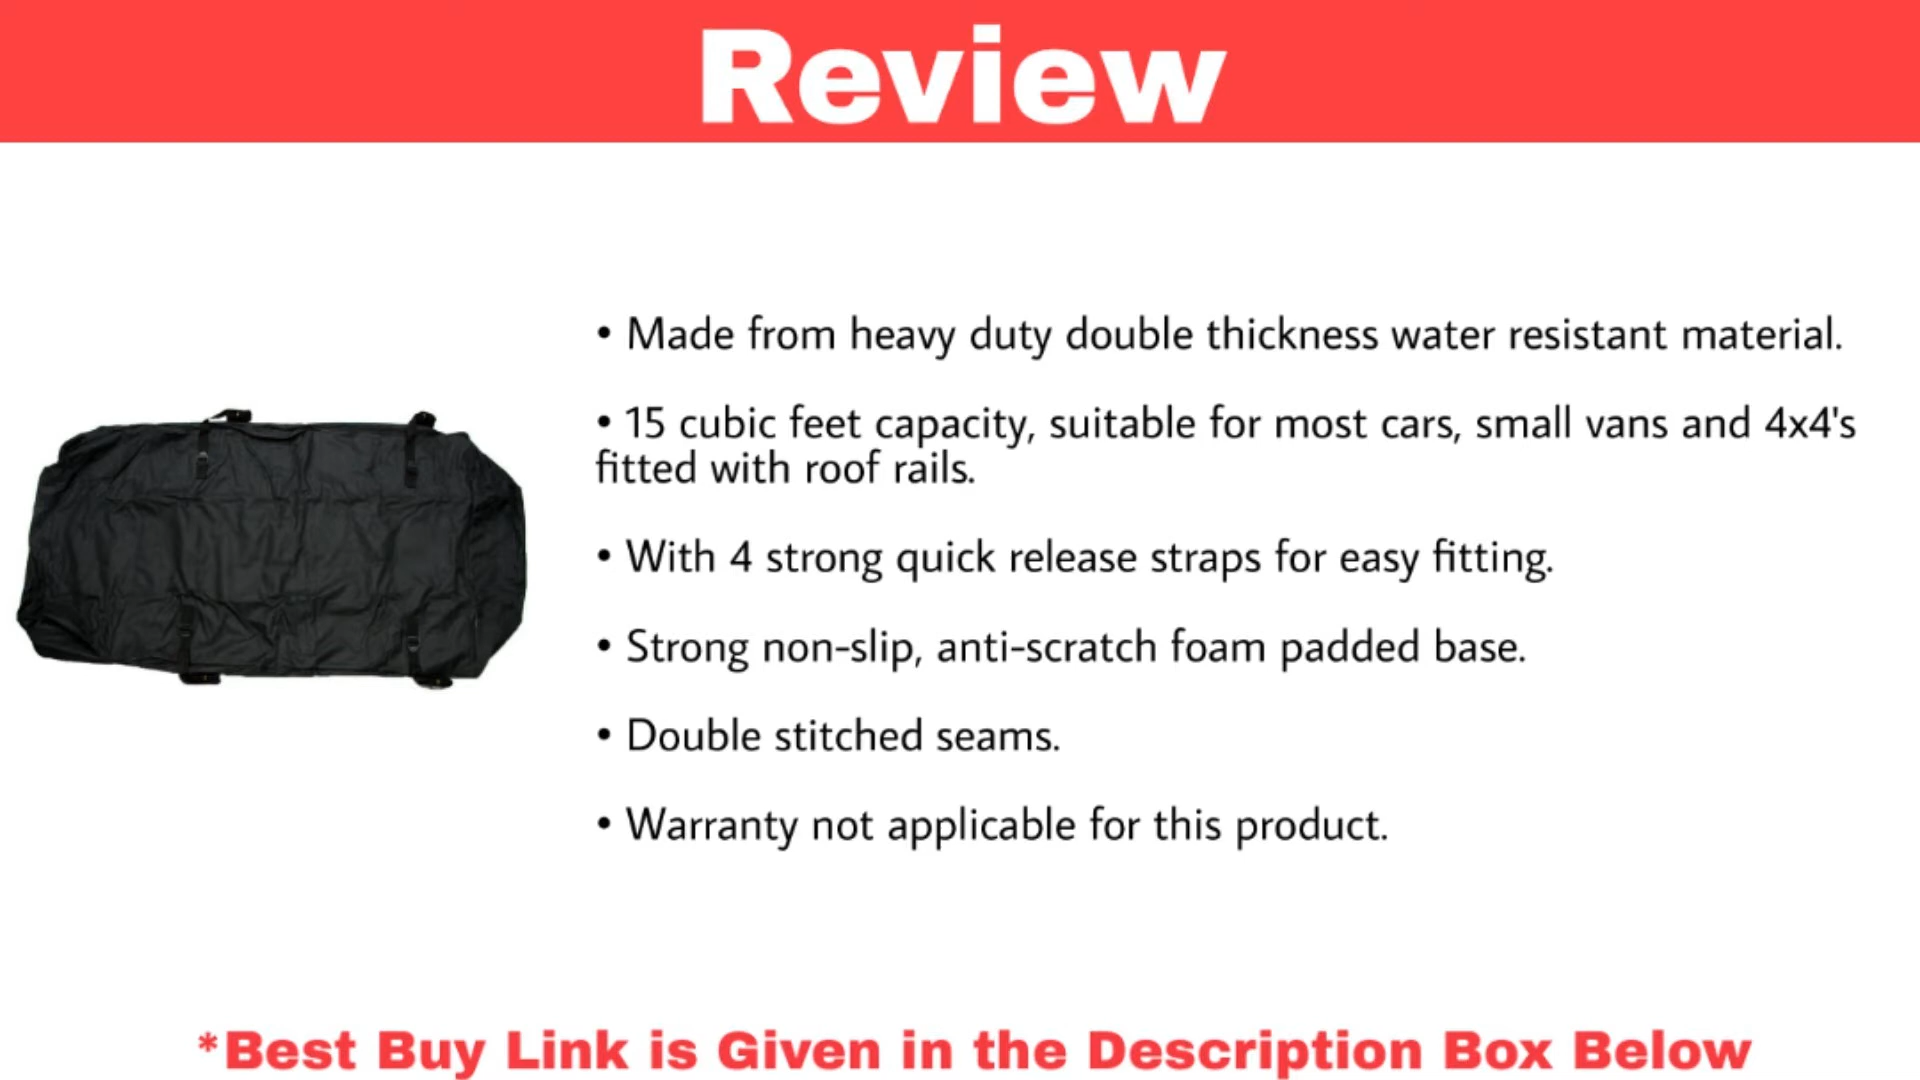 Review
• Made from heavy duty double thickness water resistant material.
• 15 cubic feet capacity, suitable for most cars, small vans and 4x4's
fitted with roof rails.
• With 4 strong quick release straps for easy fitting.
• Strong non-slip, anti-scratch foam padded base.
• Double stitched seams.
• Warranty not applicable for this product.
*Best Buy Link is Given in the Description Box Below